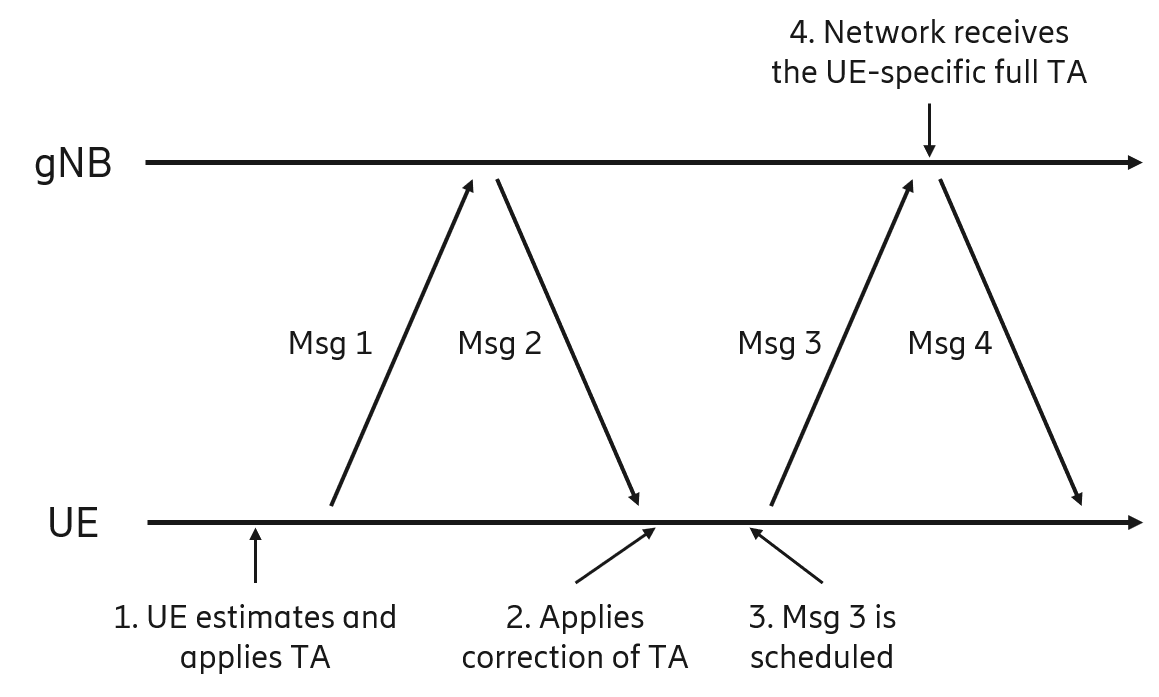 4. Network receives
the UE-specific full TA
gNB
Msg 1
Msg 2
Msg 3
Msg 4
UE
1. UE estimates and
applies TA
2. Applies
correction of TA
3. Msg 3 is
scheduled